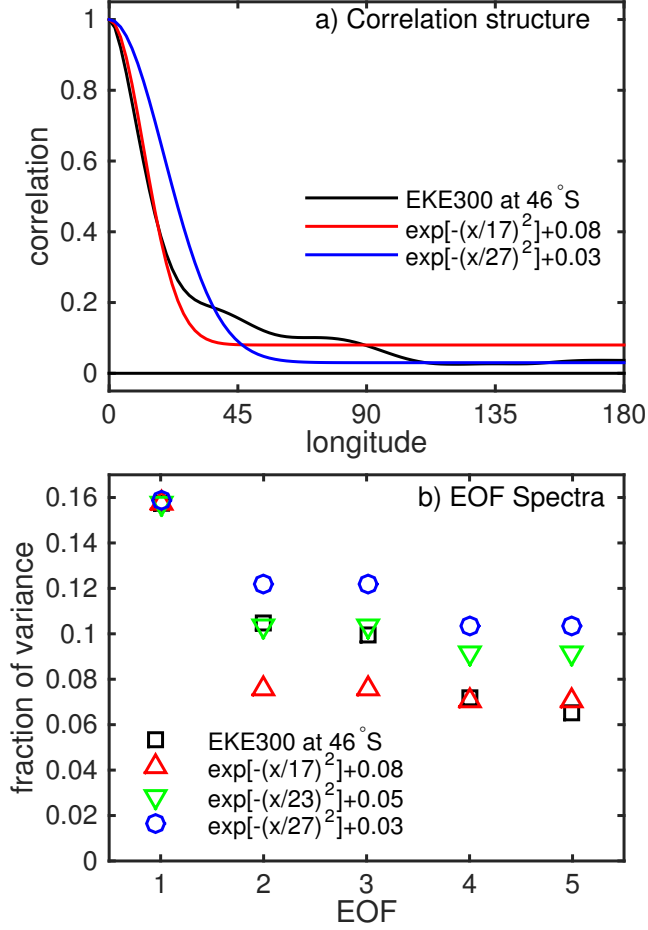 a) Correlation structure
1
0.8
0.6
0.4
0.2
0
correlation
EKE300 at 46°S
exp[-(x/17)²]+0.08
exp[-(x/27)²]+0.03
0 45 90 135 180
longitude
b) EOF Spectra
0.16
0.14
0.12
0.1
0.08
0.06
0.04
0.02
0
fraction of variance
EKE300 at 46°S
exp[-(x/17)²]+0.08
exp[-(x/23)²]+0.05
exp[-(x/27)²]+0.03
1 2 3 4 5
EOF